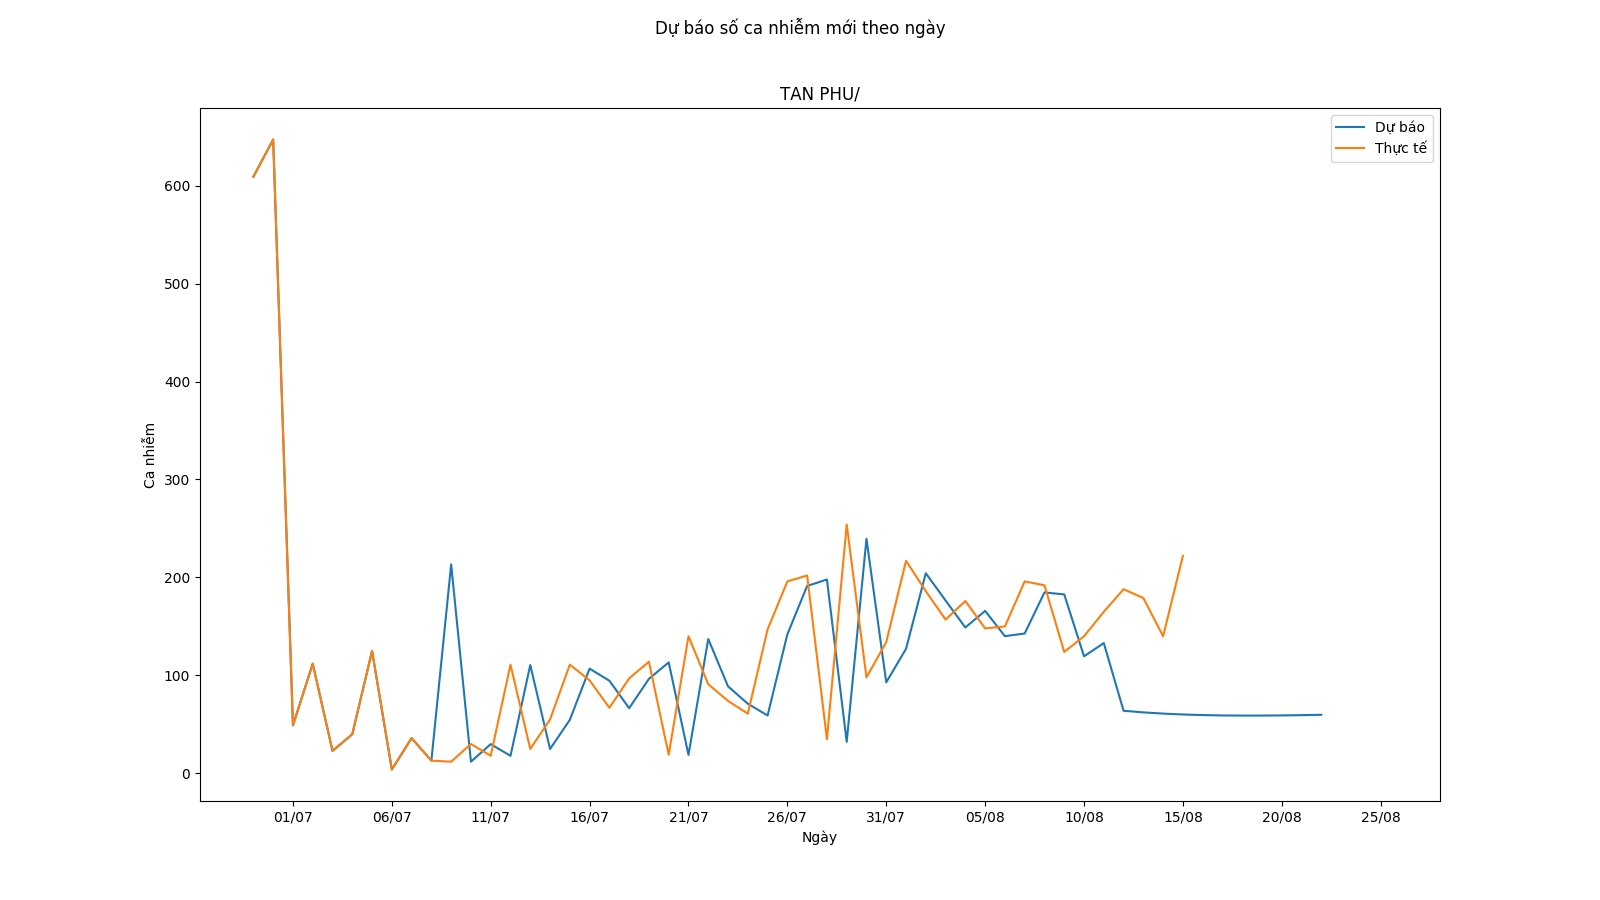 Dự báo số ca nhiễm mới theo ngày
TAN PHU/
Dự báo
Thực tế
600
500
400
300
200
100
0
Ca nhiễm
01/07 06/07 11/07 16/07 21/07 26/07 31/07 05/08 10/08 15/08 20/08 25/08
Ngày